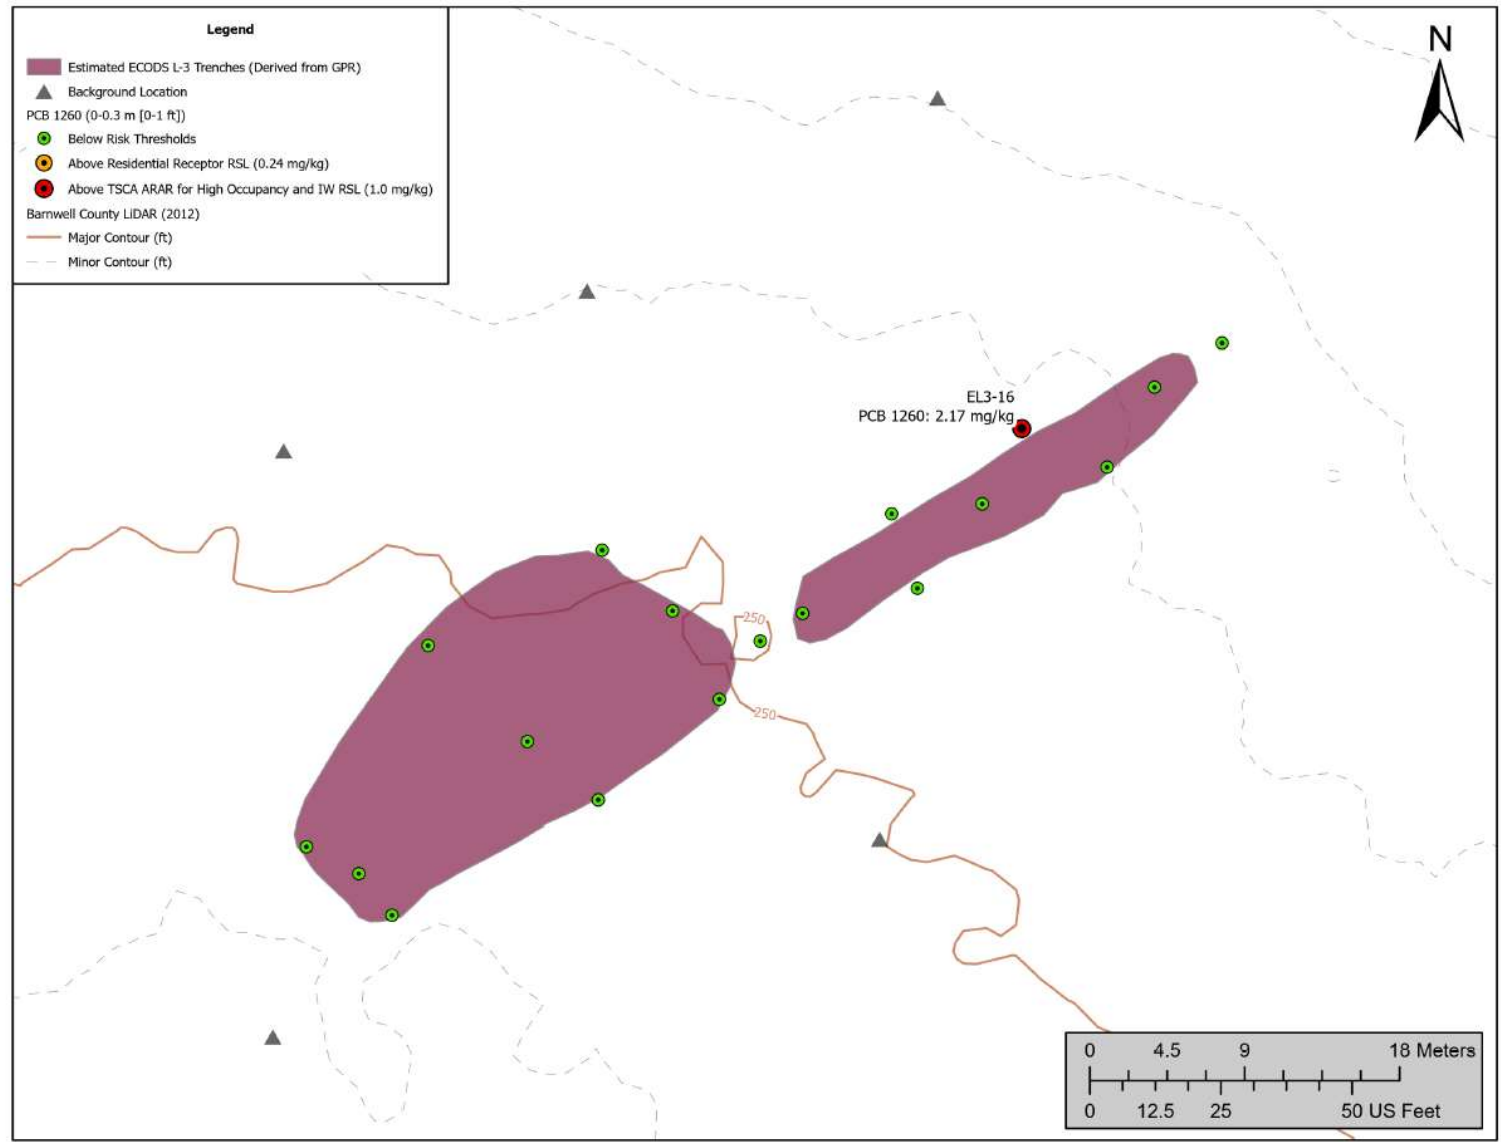 Legend
Estimated ECODS L-3 Trenches (Derived from GPR)
Background Location
PCB 1260 (0-0.3 m [0-1 ft])
Below Risk Thresholds
Above Residential Receptor RSL (0.24 mg/kg)
Above TSCA ARAR for High Occupancy and IW RSL (1.0 mg/kg)
Barnwell County LiDAR (2012)
Major Contour (ft)
Minor Contour (ft)
N
EL3-16
PCB 1260: 2.17 mg/kg
250
250
0 4.5 9 18 Meters
0 12.5 25 50 US Feet